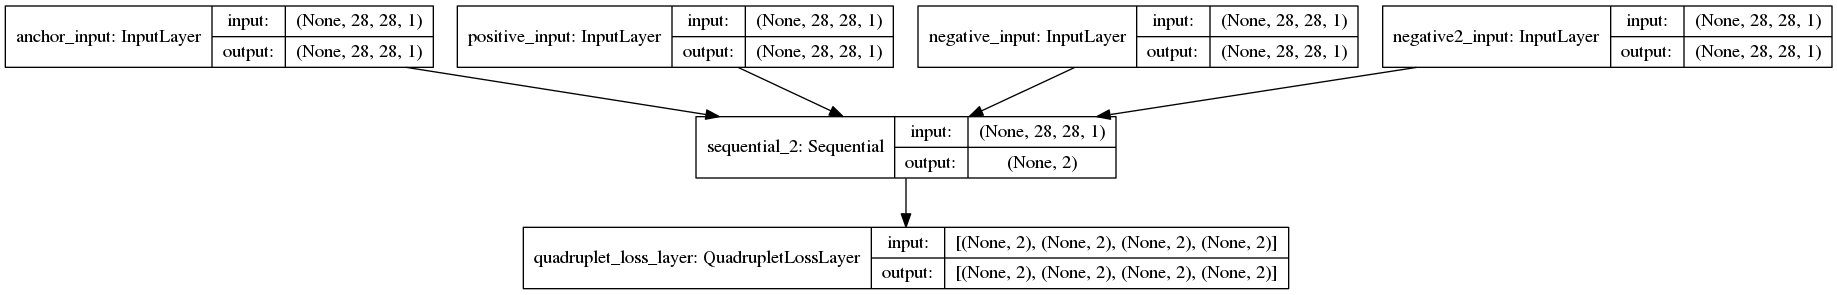 anchor_input: InputLayer
input: (None, 28, 28, 1)
output: (None, 28, 28, 1)
positive_input: InputLayer
input: (None, 28, 28, 1)
output: (None, 28, 28, 1)
negative_input: InputLayer
input: (None, 28, 28, 1)
output: (None, 28, 28, 1)
negative2_input: InputLayer
input: (None, 28, 28, 1)
output: (None, 28, 28, 1)
sequential_2: Sequential
input: (None, 28, 28, 1)
output: (None, 2)
quadruplet_loss_layer: QuadrupletLossLayer
input: [(None, 2), (None, 2), (None, 2), (None, 2)]
output: [(None, 2), (None, 2), (None, 2), (None, 2)]